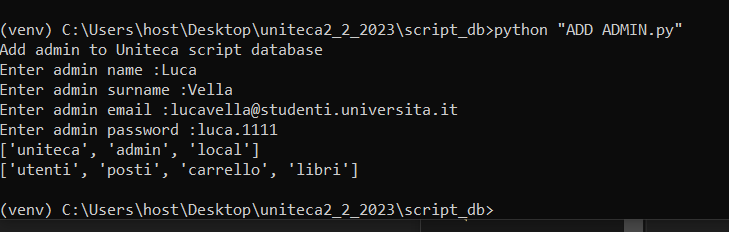 (venv) C:\Users\host\Desktop\uniteca2_2_2023\script_db>python "ADD ADMIN.py"
Add admin to Uniteca script database
Enter admin name :Luca
Enter admin surname :Vella
Enter admin email :lucavella@studenti.universita.it
Enter admin password :luca.1111
['uniteca', 'admin', 'local']
['utenti', 'posti', 'carrello', 'libri']
(venv) C:\Users\host\Desktop\uniteca2_2_2023\script_db>